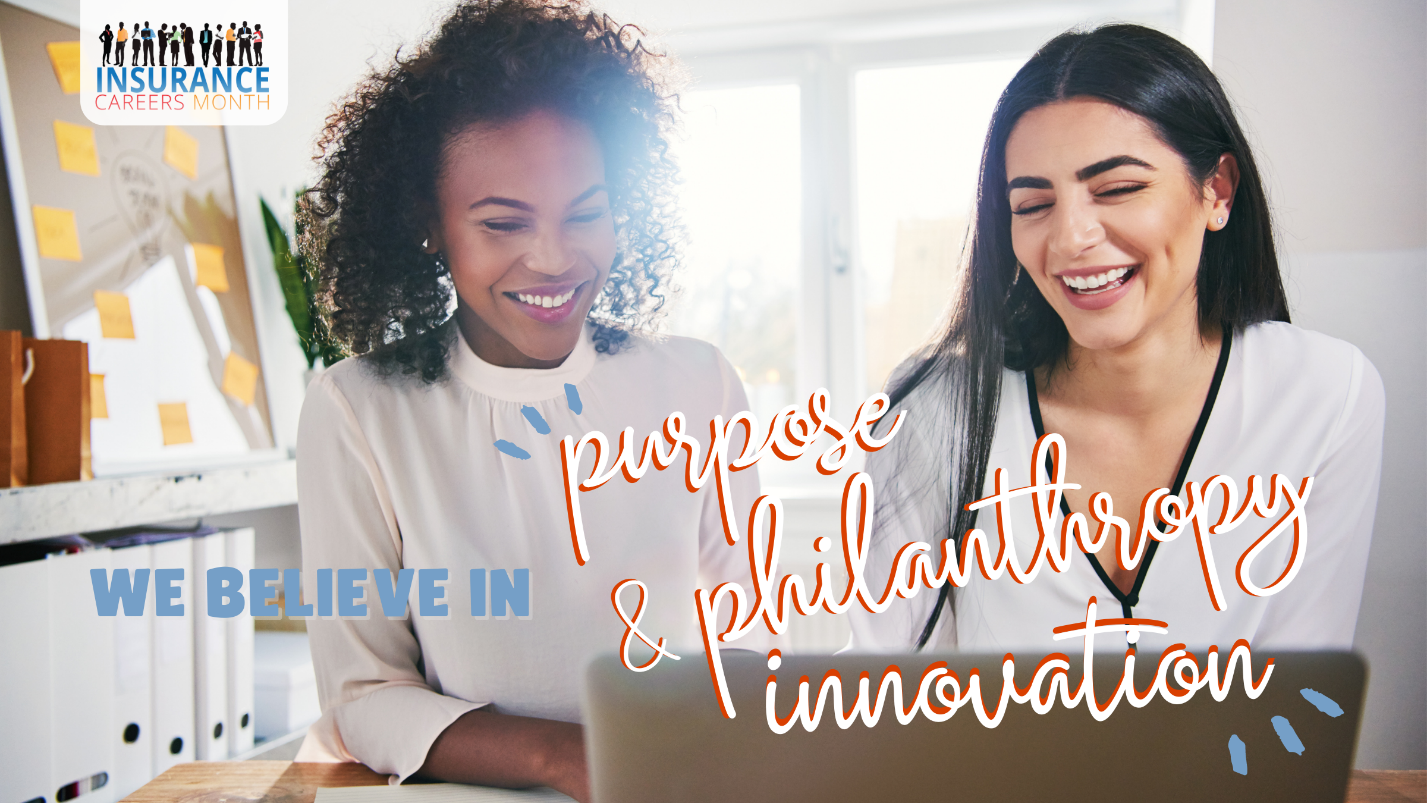 INSURANCE
CAREERS MONTH
WE BELIEVE IN
purpose
& philanthropy
innovation